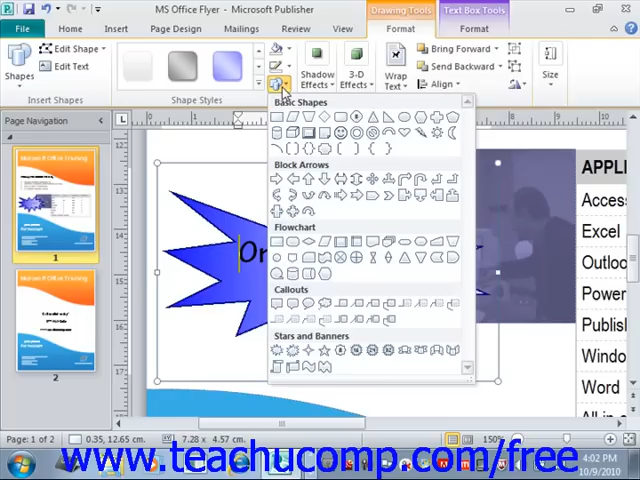 MS Office Flyer - Microsoft Publisher
Drawing Tools
Text Box Tools
File
Home
Insert
Page Design
Mailings
Review
View
Format
Format
Shapes
Edit Shape
Edit Text
Insert Shapes
Shape Styles
Shadow Effects
3-D Effects
Wrap Text
Bring Forward
Send Backward
Align
Size
Page Navigation
Basic Shapes
Block Arrows
Flowchart
Callouts
Stars and Banners
1
2
APPLI
Access
Excel
Outloo
Power
Publish
Windo
Word
Page: 1 of 2
0.35, 12.65 cm.
7.28 x 4.57 cm.
150%
www.teachucomp.com/free
4:02 PM
10/9/2010